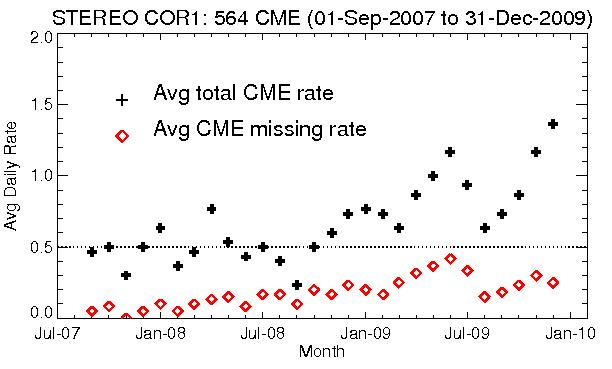 STEREO COR1: 564 CME (01-Sep-2007 to 31-Dec-2009)
2.0
Avg total CME rate
Avg CME missing rate
1.5
1.0
0.5
0.0
Avg Daily Rate
Jul-07 Jan-08 Jul-08 Jan-09 Jul-09 Jan-10
Month